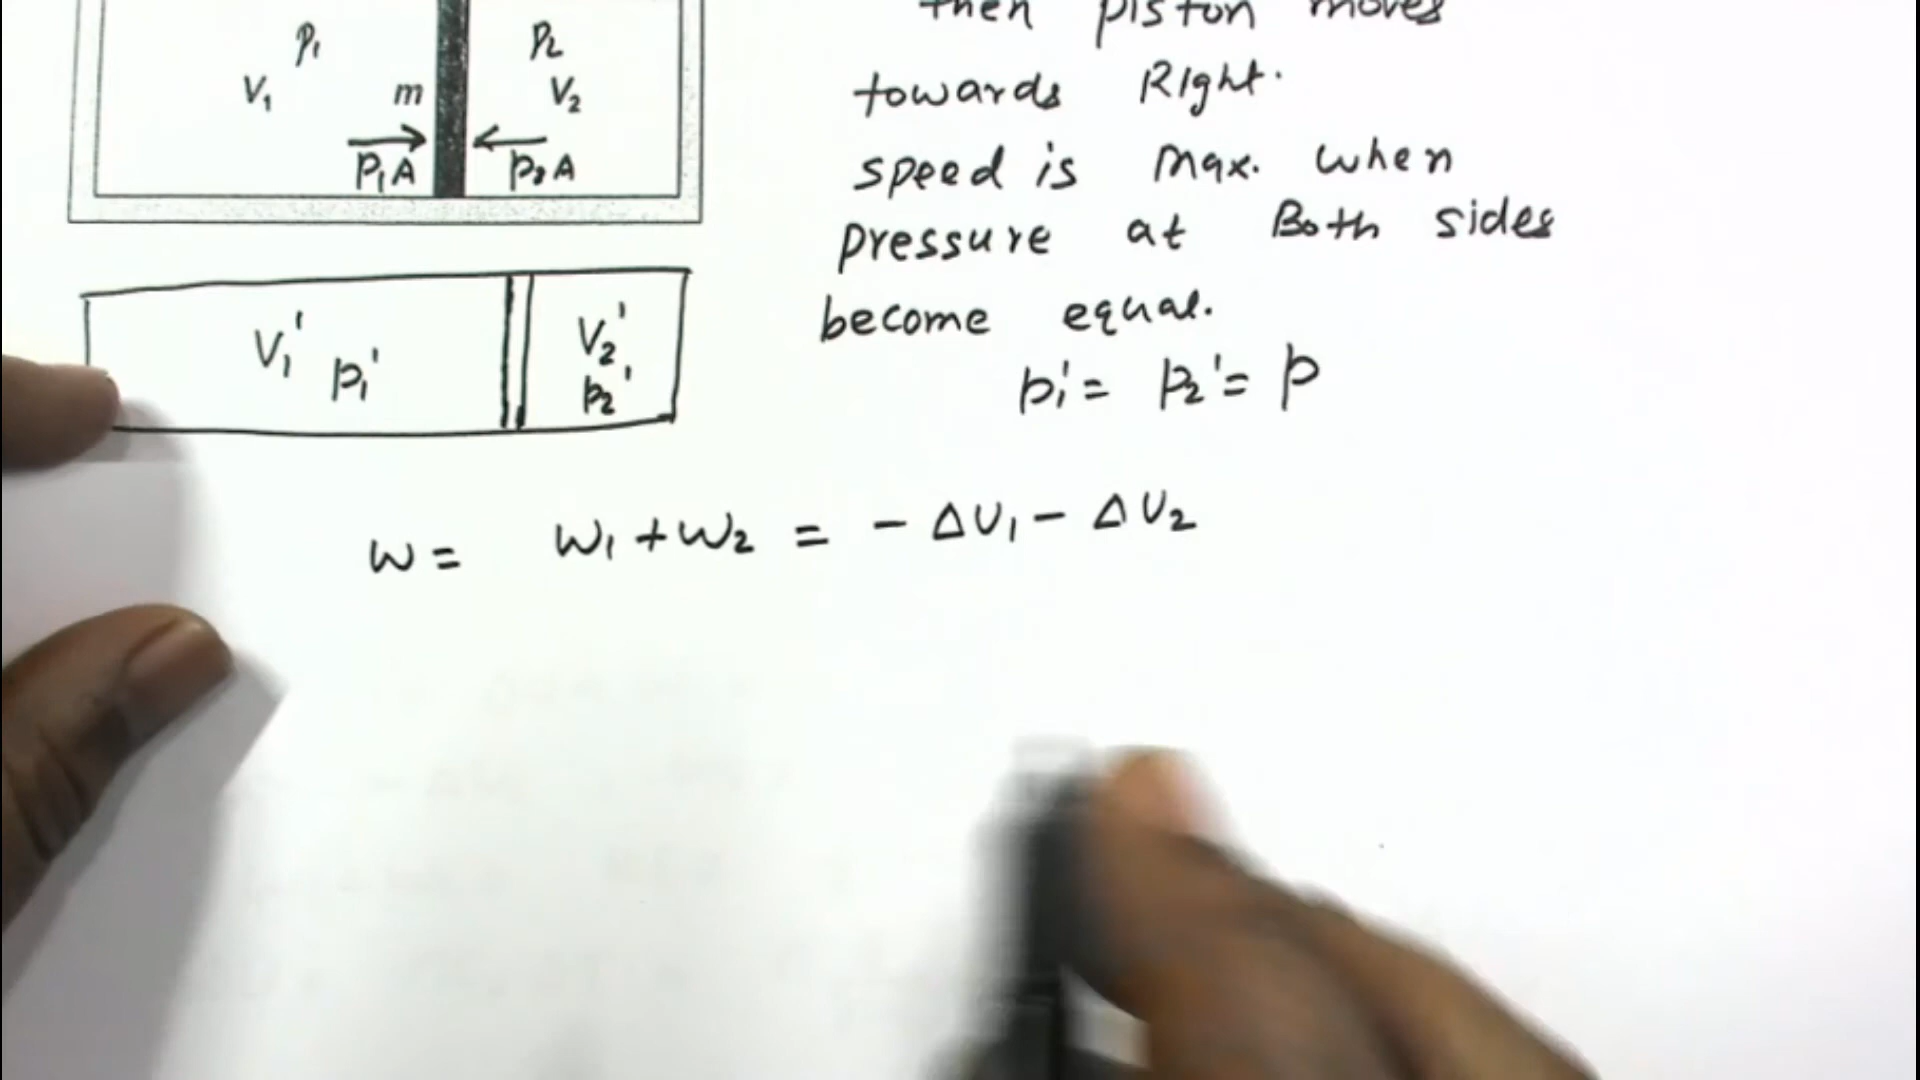 p₁ p₂
V₁ m V₂
P₁A p₂A
then piston moves
towards Right.
speed is max. when
pressure at Both sides
become equal.
p₁' = p₂' = p
V₁' p₁'
V₂'
p₂'
W = W₁ + W₂ = - ΔU₁ - ΔU₂